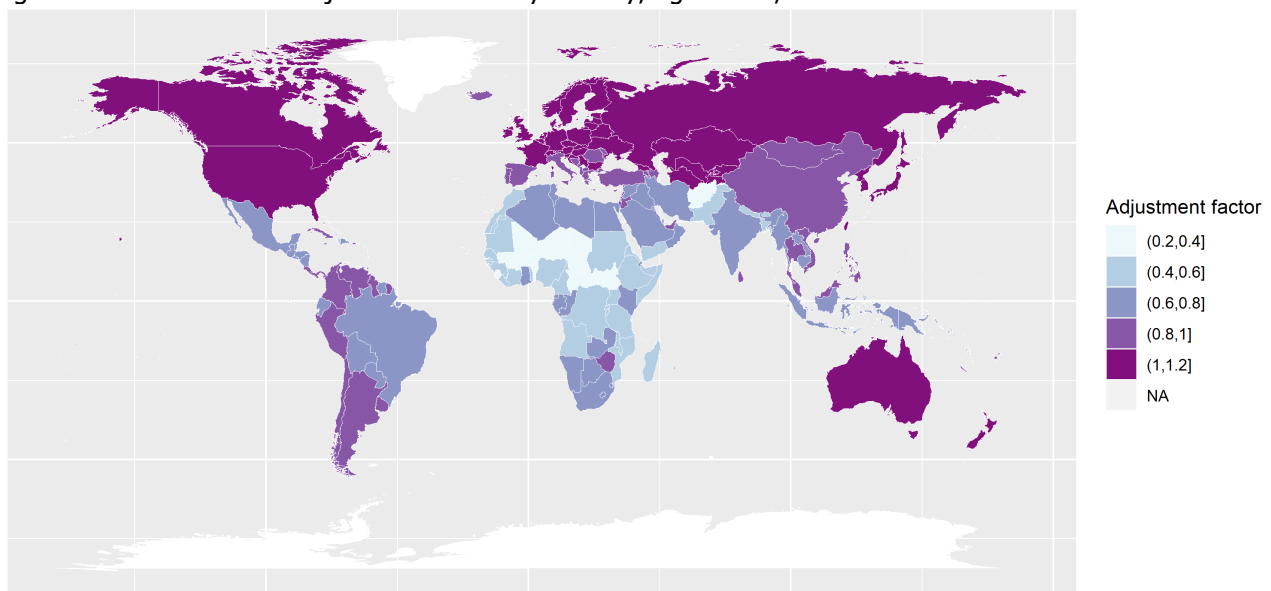 Adjustment factor
(0.2,0.4]
(0.4,0.6]
(0.6,0.8]
(0.8,1]
(1,1.2]
NA